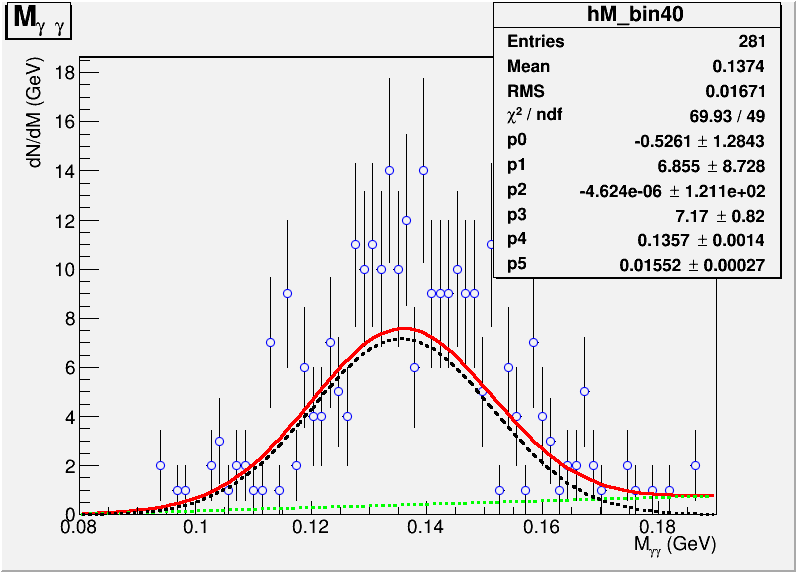 Mγ γ
hM_bin40
Entries 281
Mean 0.1374
RMS 0.01671
χ² / ndf 69.93 / 49
p0 -0.5261 ± 1.2843
p1 6.855 ± 8.728
p2 -4.624e-06 ± 1.211e+02
p3 7.17 ± 0.82
p4 0.1357 ± 0.0014
p5 0.01552 ± 0.00027
dN/dM (GeV)
18
16
14
12
10
8
6
4
2
0
0.08 0.1 0.12 0.14 0.16 0.18
Mγγ (GeV)